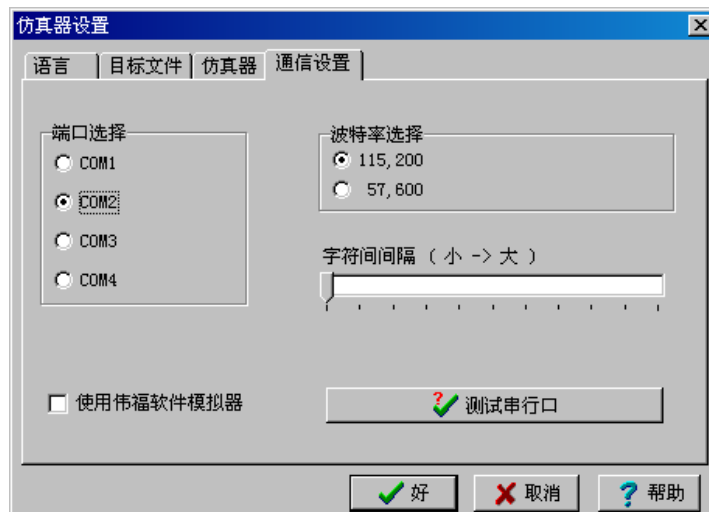 仿真器设置
语言 目标文件 仿真器 通信设置
端口选择
COM1
COM2
COM3
COM4
波特率选择
115,200
57,600
字符间间隔 ( 小 -> 大 )
使用伟福软件模拟器
测试串行口
好 取消 帮助